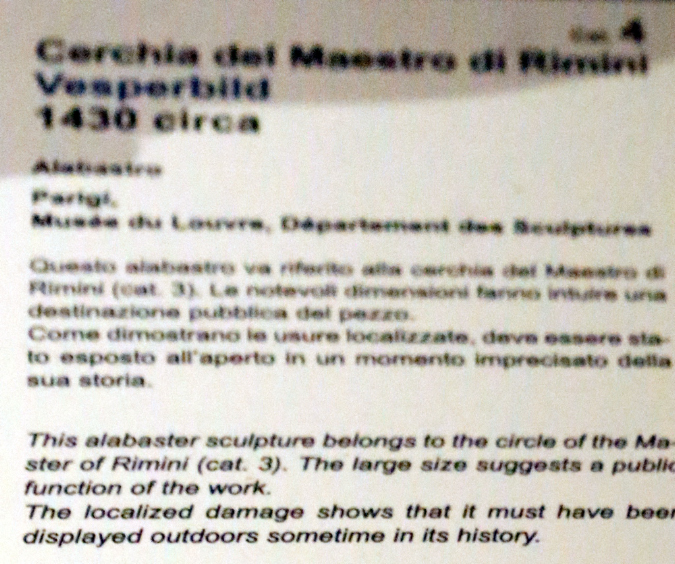 Cat. 4
Cerchia del Maestro di Rimini
Vesperbild
1430 circa
Alabastro
Parigi,
Musée du Louvre, Département des Sculptures
Questo alabastro va riferito alla cerchia del Maestro di
Rimini (cat. 3). Le notevoli dimensioni fanno intuire una
destinazione pubblica del pezzo.
Come dimostrano le usure localizzate, deve essere sta-
to esposto all'aperto in un momento imprecisato della
sua storia.
This alabaster sculpture belongs to the circle of the Ma-
ster of Rimini (cat. 3). The large size suggests a public
function of the work.
The localized damage shows that it must have been
displayed outdoors sometime in its history.